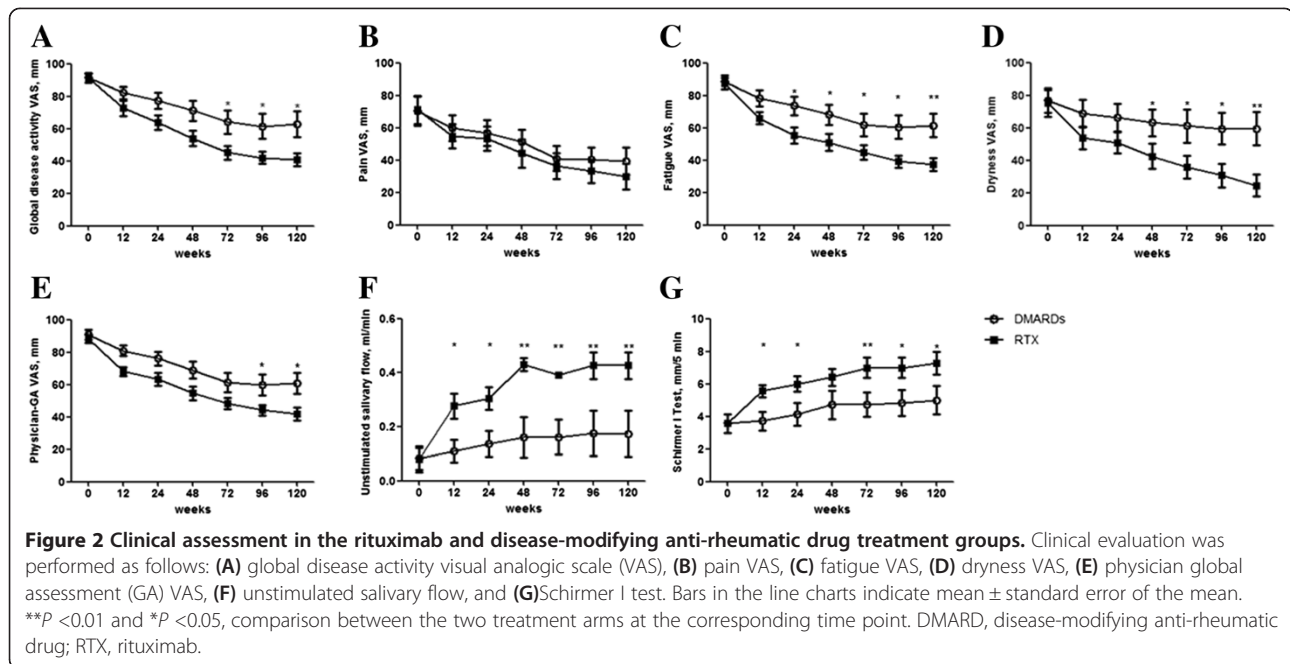 A
B
C
D
Global disease activity VAS, mm
100
80
60
40
20
0
0 12 24 48 72 96 120
weeks
* * *
Pain VAS, mm
100
80
60
40
20
0
0 12 24 48 72 96 120
weeks
Fatigue VAS, mm
100
80
60
40
20
0
0 12 24 48 72 96 120
weeks
* * * * **
Dryness VAS, mm
100
80
60
40
20
0
0 12 24 48 72 96 120
weeks
* * * **
E
F
G
Physician-GA VAS, mm
100
80
60
40
20
0
0 12 24 48 72 96 120
weeks
* *
Unstimulated salivary flow, ml/min
0.6
0.4
0.2
0.0
0 12 24 48 72 96 120
weeks
* * ** ** ** **
Schirmer I Test, mm/5 min
10
8
6
4
2
0
0 12 24 48 72 96 120
weeks
* * ** * *
DMARDs
RTX
Figure 2 Clinical assessment in the rituximab and disease-modifying anti-rheumatic drug treatment groups. Clinical evaluation was
performed as follows: (A) global disease activity visual analogic scale (VAS), (B) pain VAS, (C) fatigue VAS, (D) dryness VAS, (E) physician global
assessment (GA) VAS, (F) unstimulated salivary flow, and (G)Schirmer I test. Bars in the line charts indicate mean ± standard error of the mean.
**P <0.01 and *P <0.05, comparison between the two treatment arms at the corresponding time point. DMARD, disease-modifying anti-rheumatic
drug; RTX, rituximab.